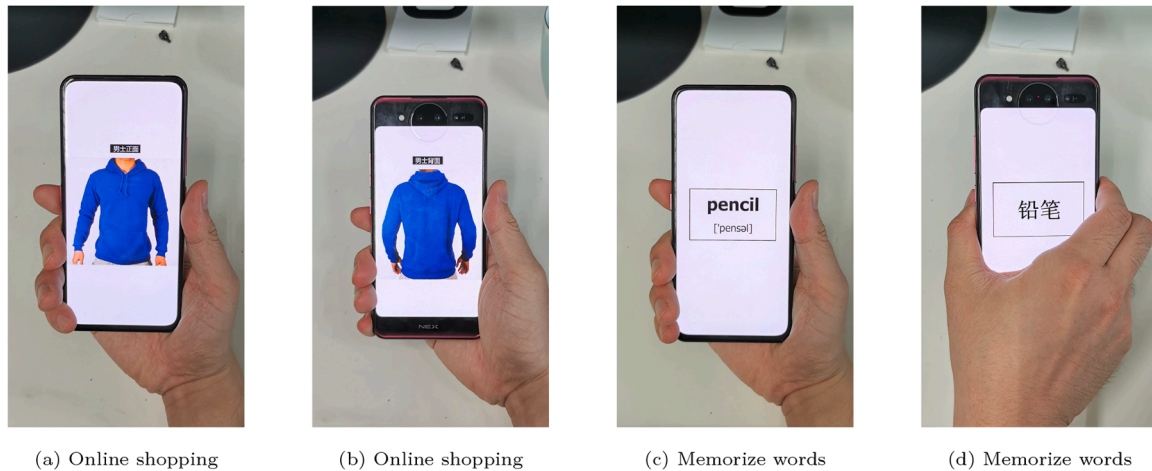 男士正面
男士背面
NEX
pencil
['pensəl]
铅笔
(a) Online shopping
(b) Online shopping
(c) Memorize words
(d) Memorize words